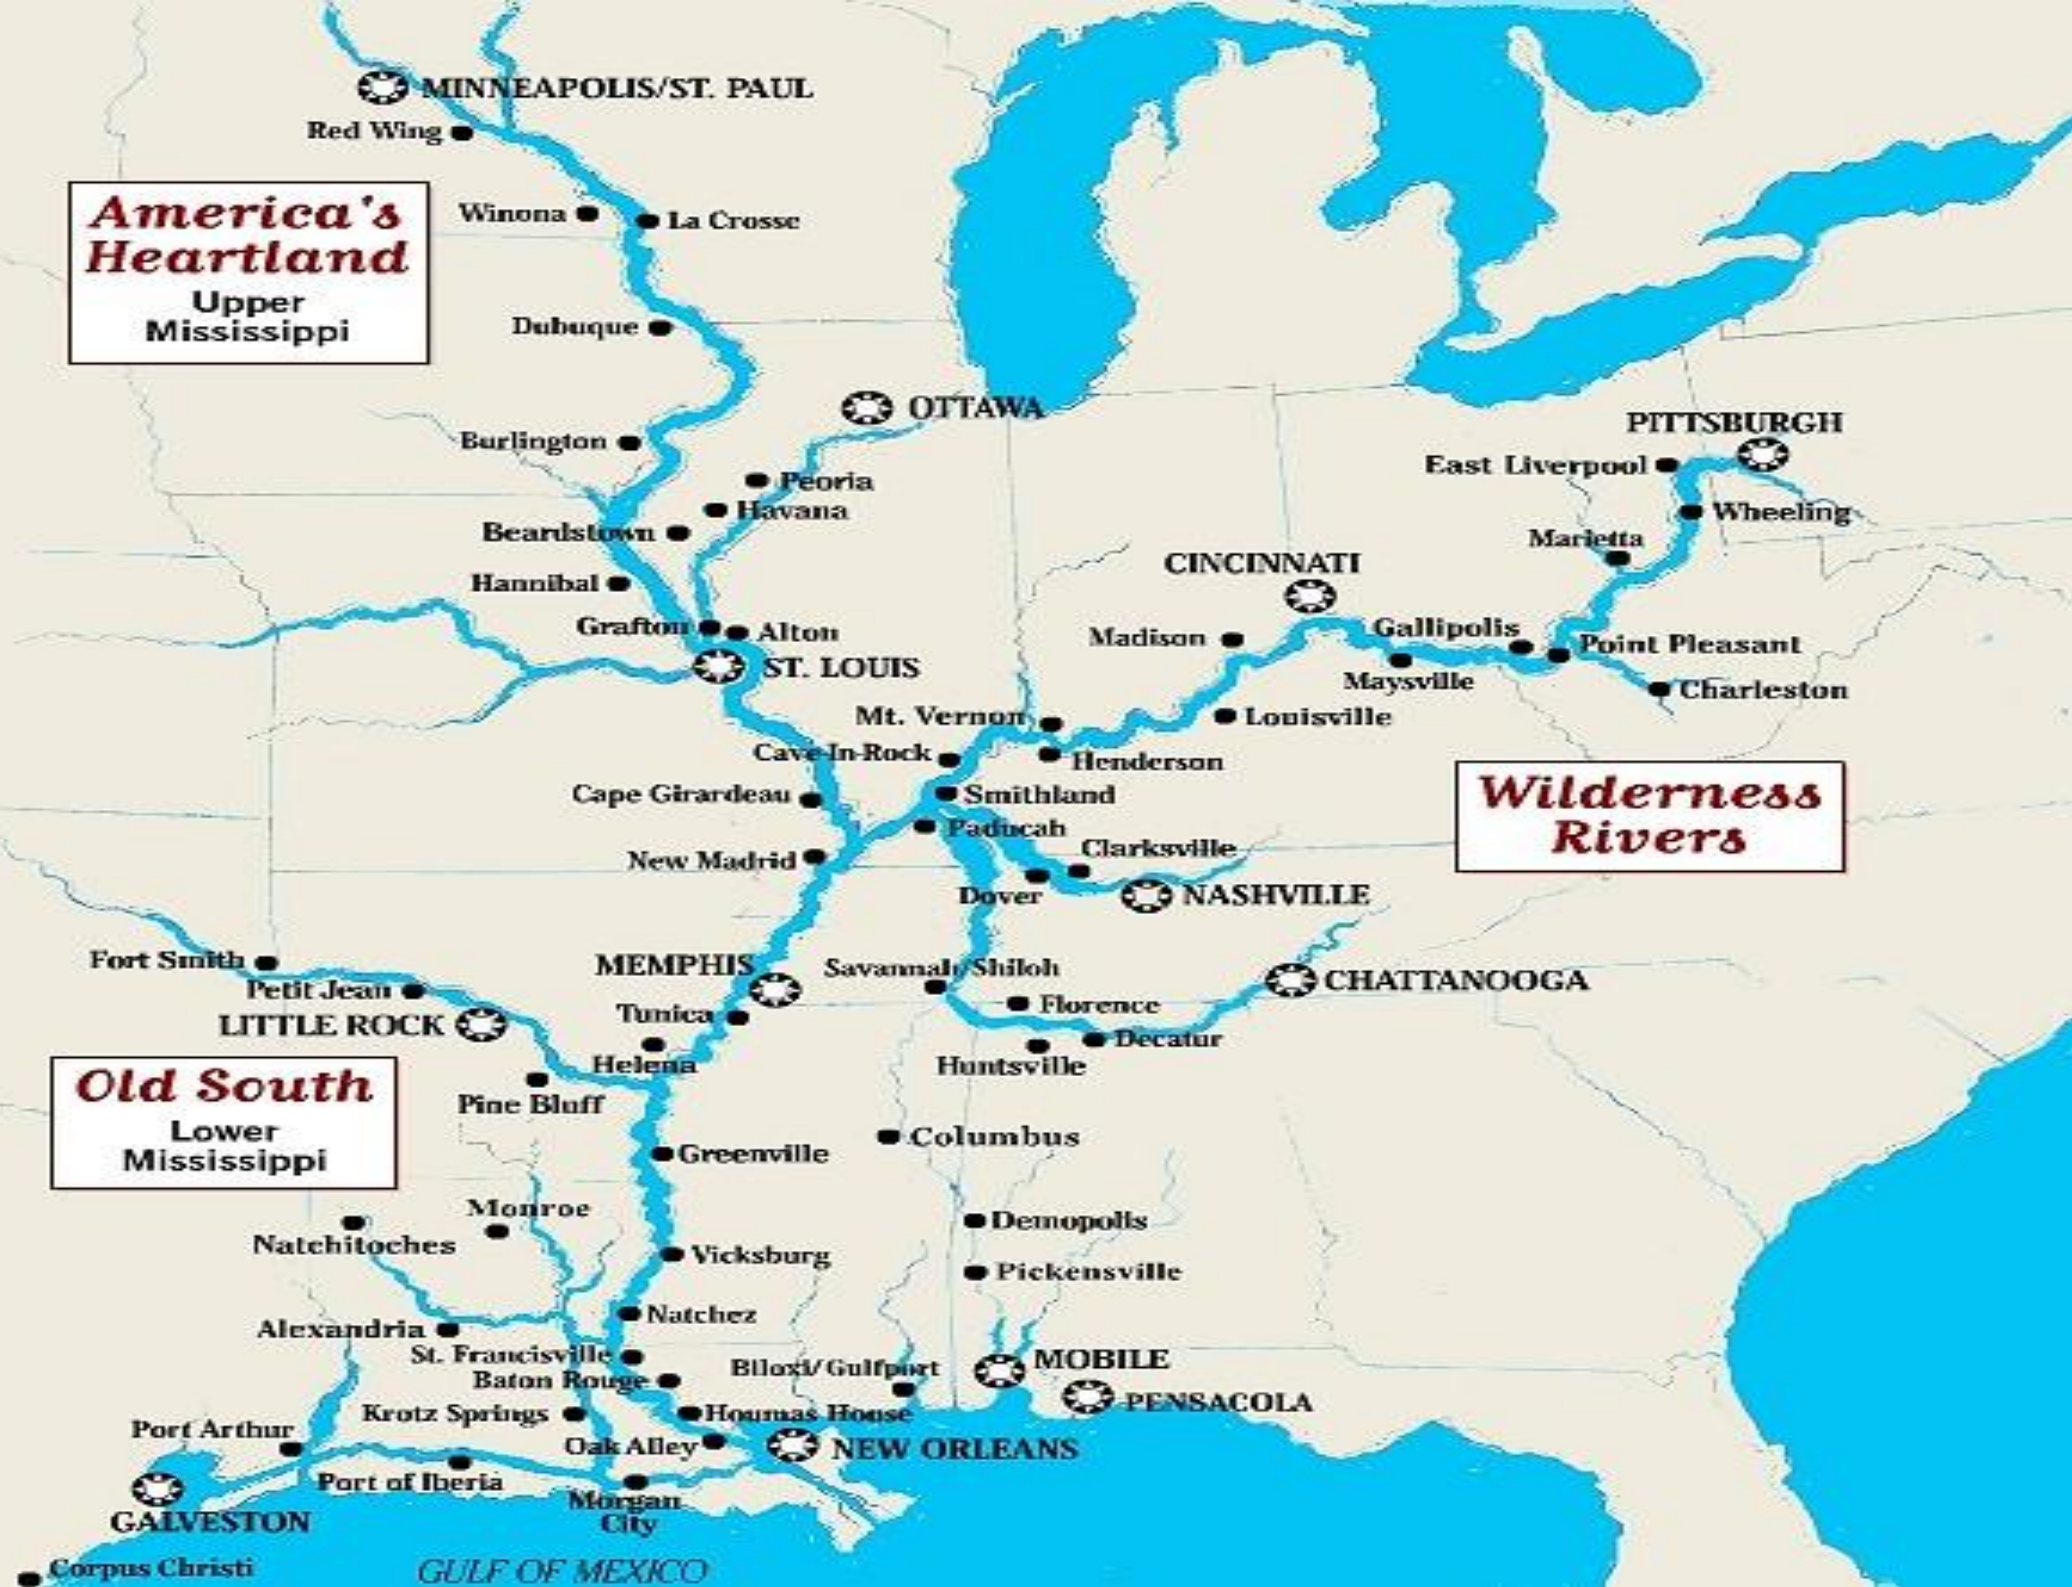 MINNEAPOLIS/ST. PAUL
Red Wing
America's
Heartland
Upper
Mississippi
Winona
La Crosse
Dubuque
OTTAWA
PITTSBURGH
Burlington
East Liverpool
Peoria
Havana
Wheeling
Beardstown
Marietta
CINCINNATI
Hannibal
Grafton
Alton
Madison
Gallipolis
Point Pleasant
ST. LOUIS
Maysville
Charleston
Mt. Vernon
Louisville
Cave-In-Rock
Henderson
Cape Girardeau
Smithland
Wilderness
Rivers
Paducah
New Madrid
Clarksville
Dover
NASHVILLE
Fort Smith
MEMPHIS
Savannah/Shiloh
CHATTANOOGA
Petit Jean
Florence
LITTLE ROCK
Tunica
Decatur
Helena
Huntsville
Old South
Lower
Mississippi
Pine Bluff
Columbus
Greenville
Monroe
Demopolis
Natchitoches
Vicksburg
Pickensville
Natchez
Alexandria
St. Francisville
Biloxi/Gulfport
MOBILE
Baton Rouge
PENSACOLA
Krotz Springs
Houmas House
Port Arthur
Oak Alley
NEW ORLEANS
Port of Iberia
Morgan
City
GALVESTON
Corpus Christi
GULF OF MEXICO